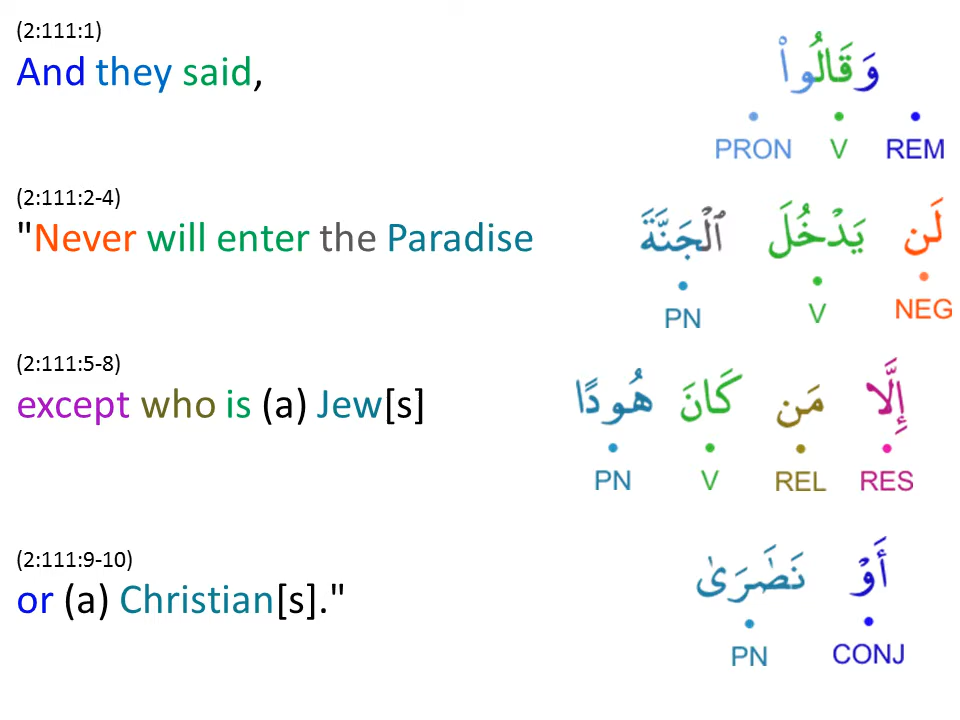 (2:111:1)
And they said,
وَقَالُوا۟
PRON V REM
(2:111:2-4)
"Never will enter the Paradise
لَن يَدْخُلَ ٱلْجَنَّةَ
PN V NEG
(2:111:5-8)
except who is (a) Jew[s]
إِلَّا مَن كَانَ هُودًا
PN V REL RES
(2:111:9-10)
or (a) Christian[s]."
أَوْ نَصَٰرَىٰ
PN CONJ